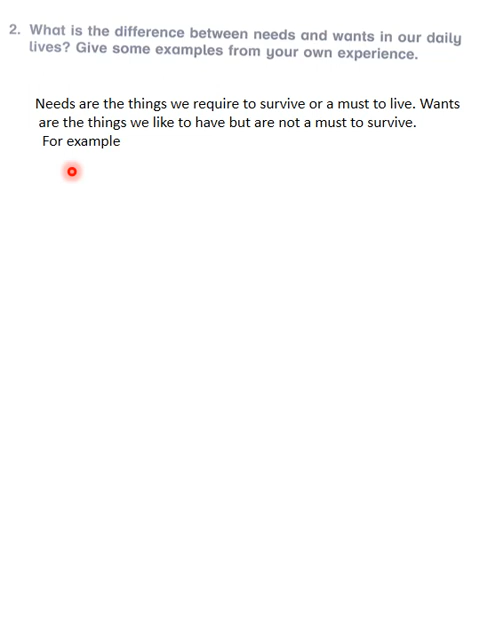 2. What is the difference between needs and wants in our daily
lives? Give some examples from your own experience.
Needs are the things we require to survive or a must to live. Wants
are the things we like to have but are not a must to survive.
For example